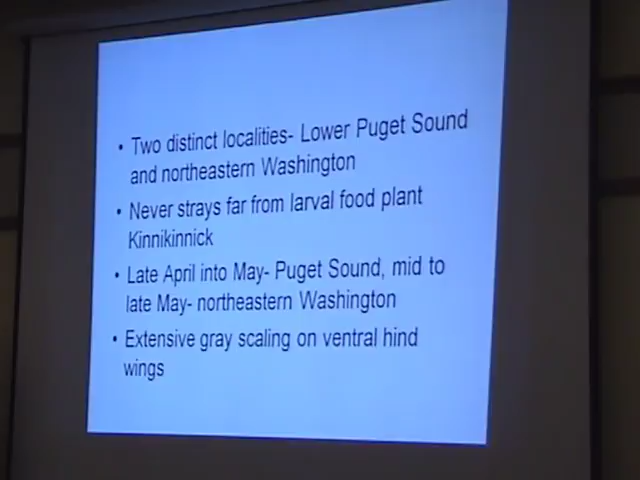 • Two distinct localities- Lower Puget Sound
and northeastern Washington
• Never strays far from larval food plant
Kinnikinnick
• Late April into May- Puget Sound, mid to
late May- northeastern Washington
• Extensive gray scaling on ventral hind
wings